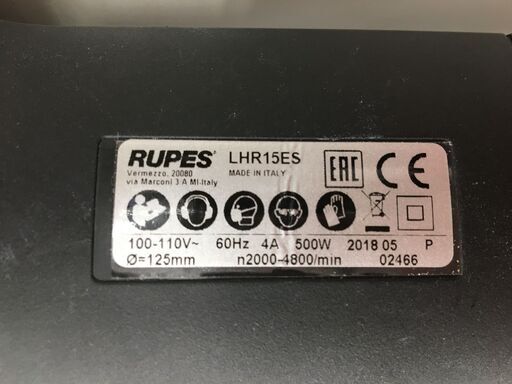 RUPES LHR15ES
Vermezzo, 20080 MADE IN ITALY
via Marconi 3 A MI-Italy
EAC CE
100-110V~ 60Hz 4A 500W 2018 05 P
Ø=125mm n2000-4800/min 02466